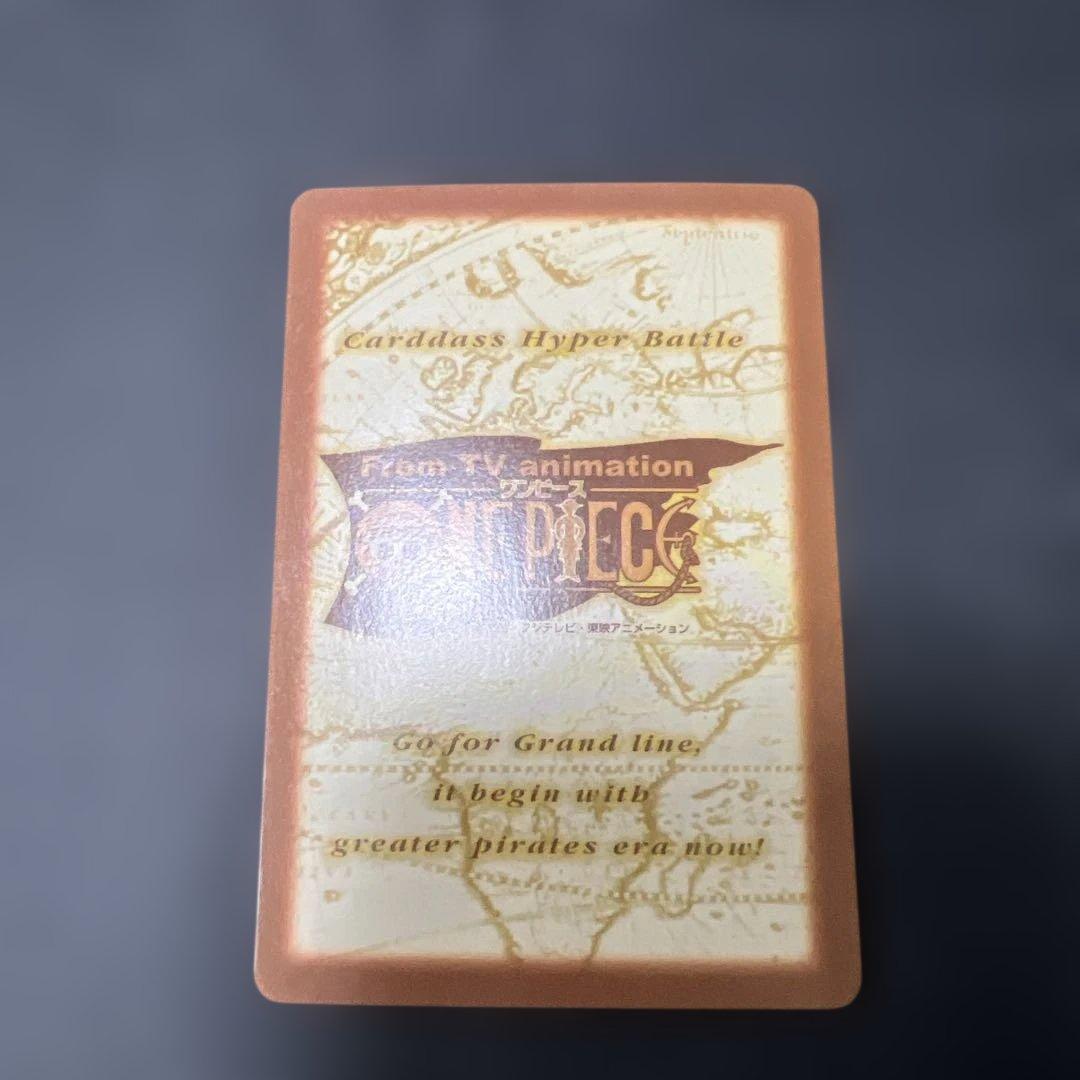 Septentrio
Carddass Hyper Battle
From TV animation
ワンピース
ONE PIECE
フジテレビ・東映アニメーション
Go for Grand line,
it begin with
greater pirates era now!